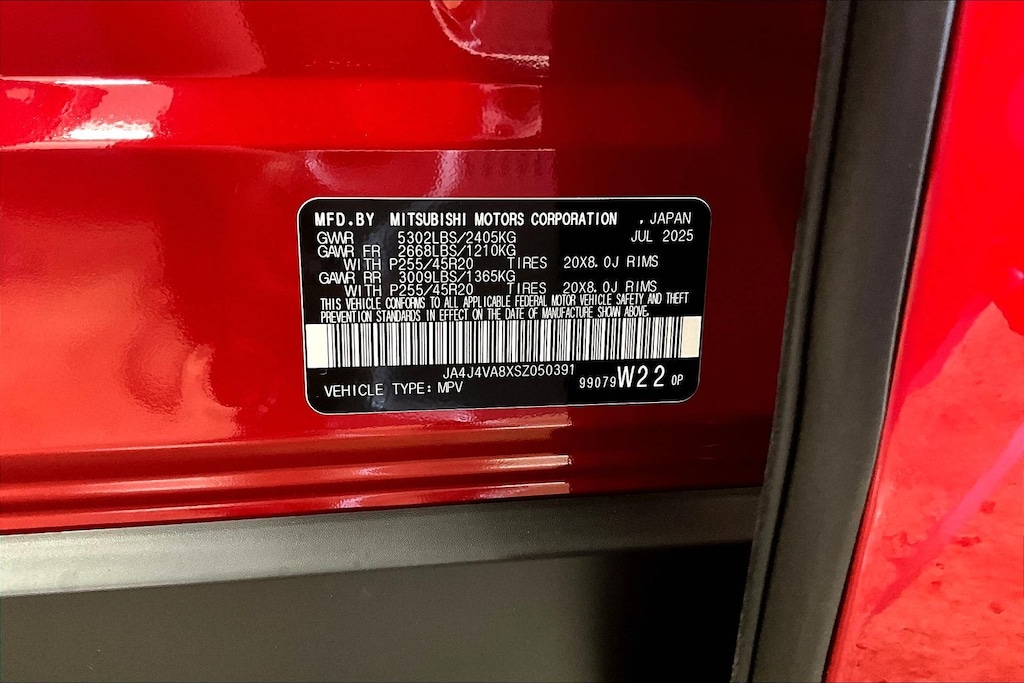 MFD.BY MITSUBISHI MOTORS CORPORATION , JAPAN
GVWR 5302LBS/2405KG JUL 2025
GAWR FR 2668LBS/1210KG
WITH P255/45R20 TIRES 20X8.0J RIMS
GAWR RR 3009LBS/1365KG
WITH P255/45R20 TIRES 20X8.0J RIMS
THIS VEHICLE CONFORMS TO ALL APPLICABLE FEDERAL MOTOR VEHICLE SAFETY AND THEFT
PREVENTION STANDARDS IN EFFECT ON THE DATE OF MANUFACTURE SHOWN ABOVE.
JA4J4VA8XSZ050391
VEHICLE TYPE: MPV 99079 W22 0P